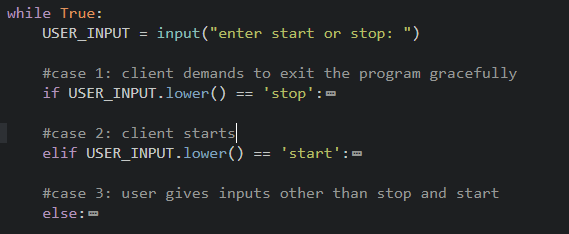 while True:
USER_INPUT = input("enter start or stop: ")
#case 1: client demands to exit the program gracefully
if USER_INPUT.lower() == 'stop':
#case 2: client starts
elif USER_INPUT.lower() == 'start':
#case 3: user gives inputs other than stop and start
else: